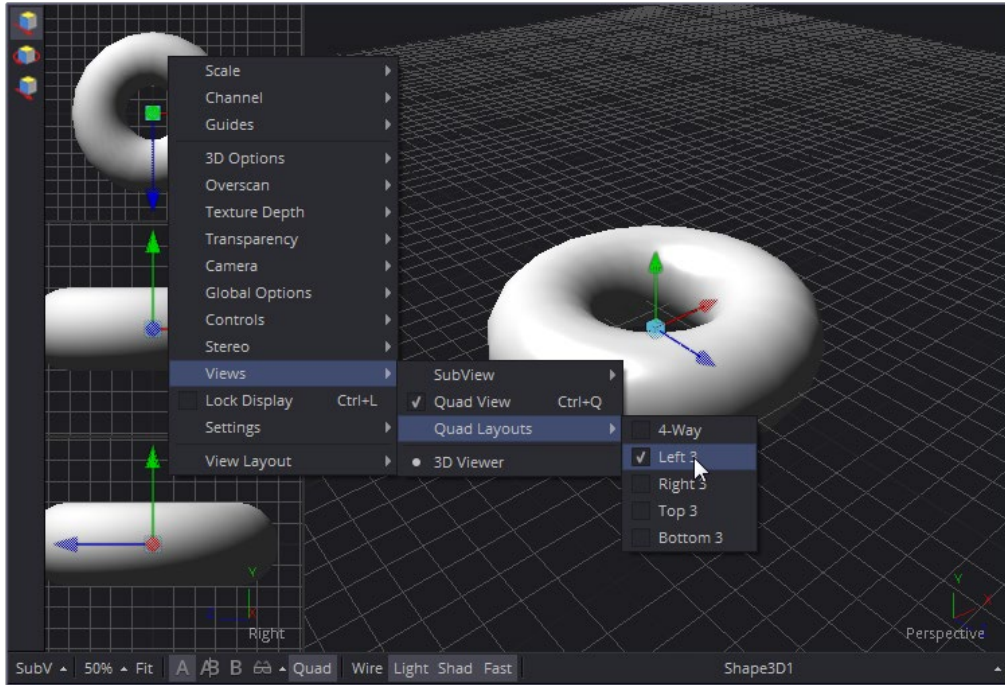 Scale
Channel
Guides
3D Options
Overscan
Texture Depth
Transparency
Camera
Global Options
Controls
Stereo
Views
Lock Display Ctrl+L
Settings
View Layout
SubView
Quad View Ctrl+Q
Quad Layouts
3D Viewer
4-Way
Left 3
Right 3
Top 3
Bottom 3
Y
X
Right
Y
X
Perspective
SubV 50% Fit A AB B Quad Wire Light Shad Fast Shape3D1